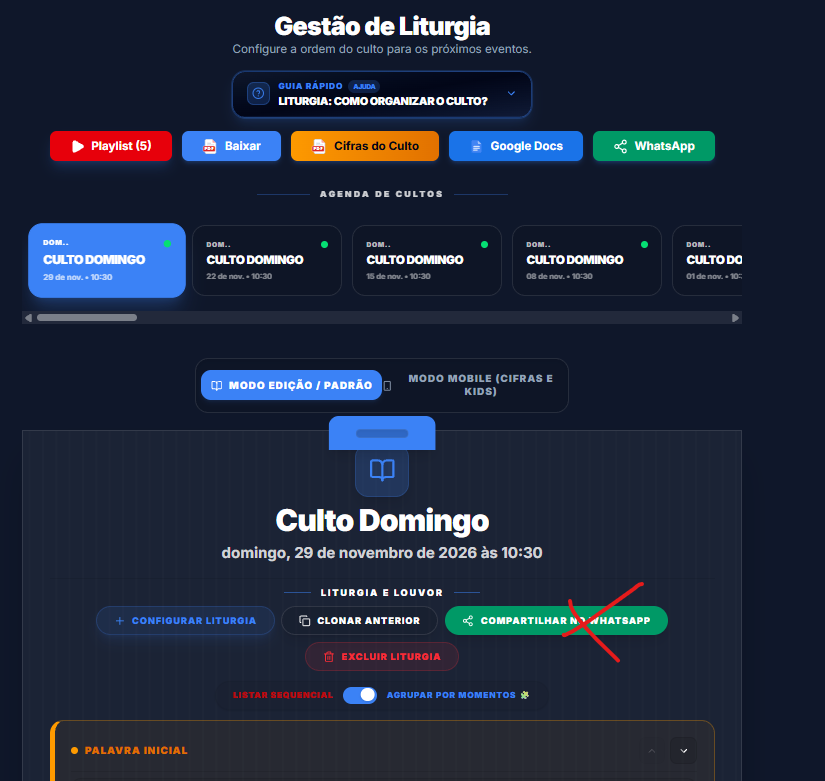 Gestão de Liturgia
Configure a ordem do culto para os próximos eventos.
GUIA RÁPIDO AJUDA
LITURGIA: COMO ORGANIZAR O CULTO?
Playlist (5)
PDF Baixar
PDF Cifras do Culto
Google Docs
WhatsApp
AGENDA DE CULTOS
DOM..
CULTO DOMINGO
29 de nov. • 10:30
DOM..
CULTO DOMINGO
22 de nov. • 10:30
DOM..
CULTO DOMINGO
15 de nov. • 10:30
DOM..
CULTO DOMINGO
08 de nov. • 10:30
DOM..
CULTO DO
01 de nov. • 10:
MODO EDIÇÃO / PADRÃO
MODO MOBILE (CIFRAS E
KIDS)
Culto Domingo
domingo, 29 de novembro de 2026 às 10:30
LITURGIA E LOUVOR
CONFIGURAR LITURGIA
CLONAR ANTERIOR
COMPARTILHAR NO WHATSAPP
EXCLUIR LITURGIA
LISTAR SEQUENCIAL
AGRUPAR POR MOMENTOS 🧩
PALAVRA INICIAL